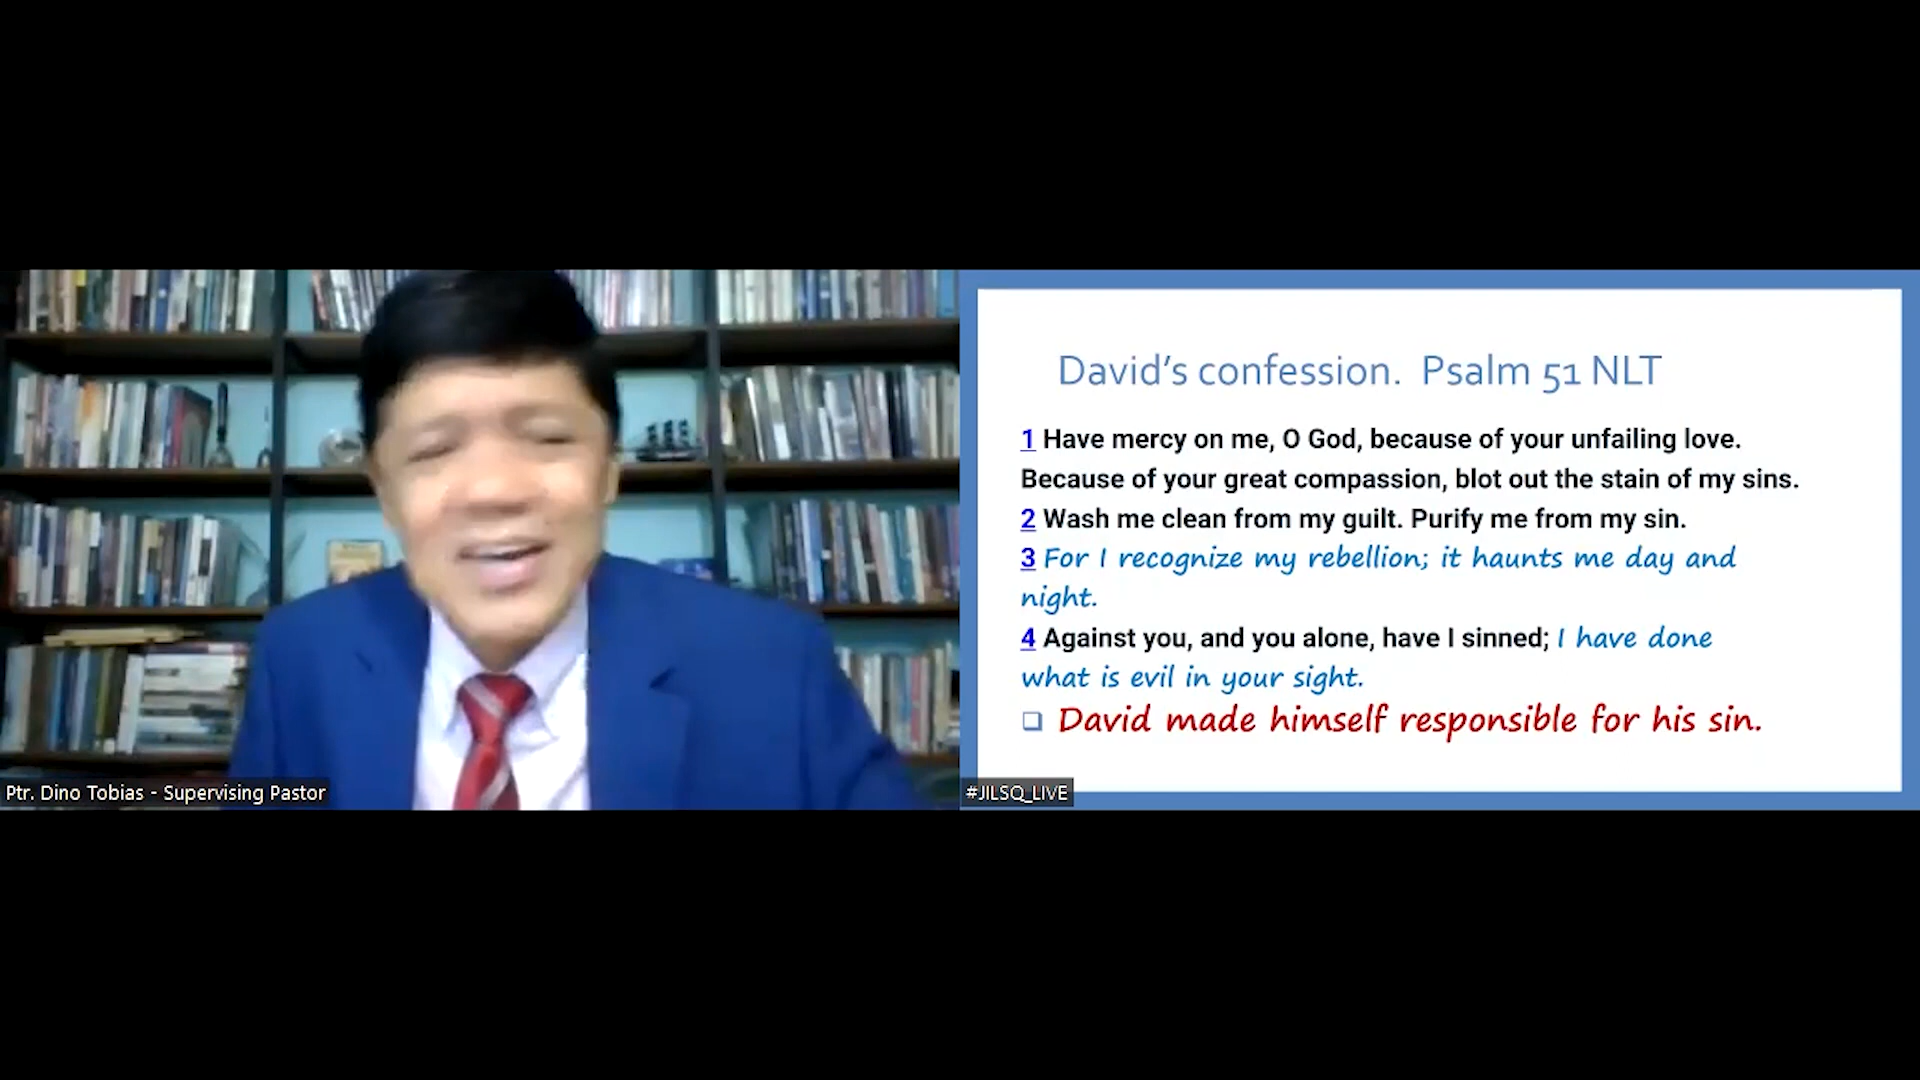 Ptr. Dino Tobias - Supervising Pastor
David's confession. Psalm 51 NLT
1 Have mercy on me, O God, because of your unfailing love.
Because of your great compassion, blot out the stain of my sins.
2 Wash me clean from my guilt. Purify me from my sin.
3 For I recognize my rebellion; it haunts me day and
night.
4 Against you, and you alone, have I sinned; I have done
what is evil in your sight.
❑ David made himself responsible for his sin.
#JILSQ_LIVE